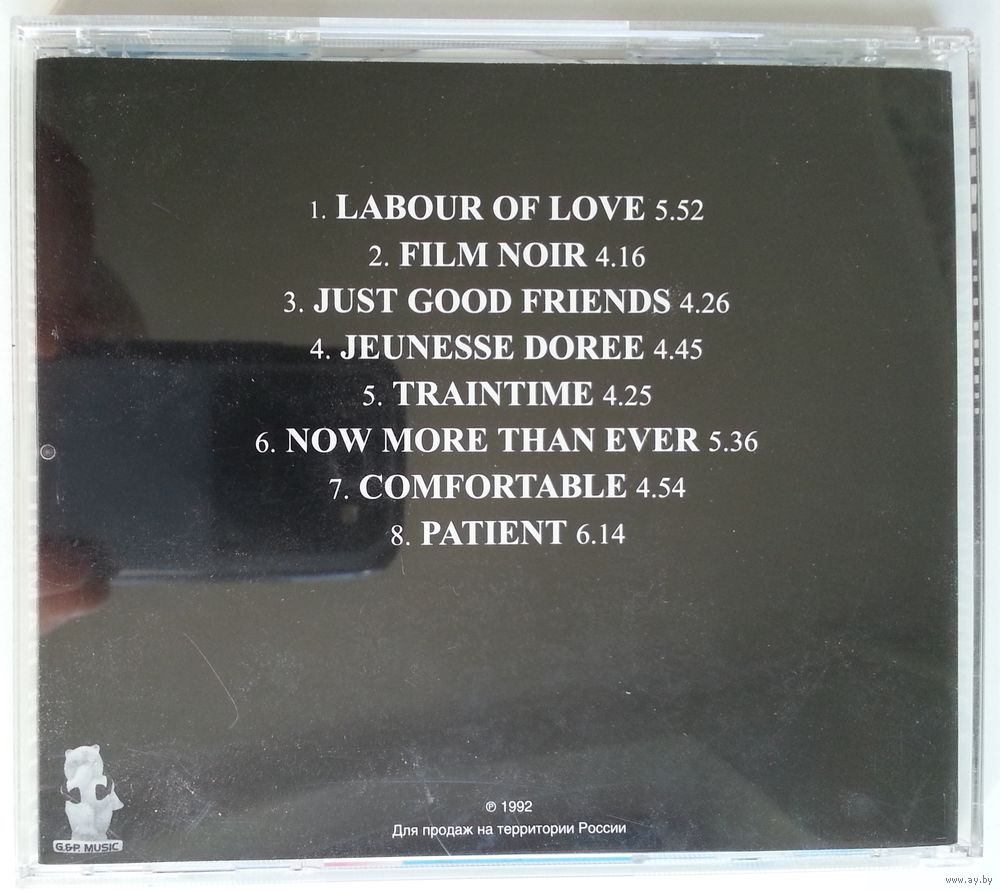 1. LABOUR OF LOVE 5.52
2. FILM NOIR 4.16
3. JUST GOOD FRIENDS 4.26
4. JEUNESSE DOREE 4.45
5. TRAINTIME 4.25
6. NOW MORE THAN EVER 5.36
7. COMFORTABLE 4.54
8. PATIENT 6.14
℗ 1992
Для продаж на территории России
G.&P. MUSIC
www.ay.by